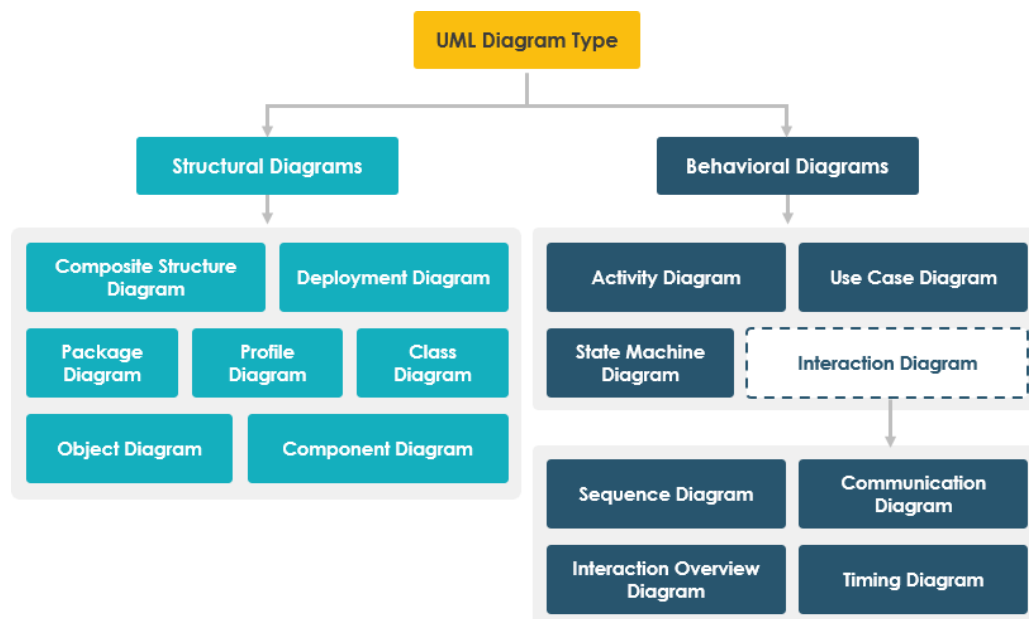 UML Diagram Type
Structural Diagrams
Behavioral Diagrams
Composite Structure
Diagram
Deployment Diagram
Package
Diagram
Profile
Diagram
Class
Diagram
Object Diagram
Component Diagram
Activity Diagram
Use Case Diagram
State Machine
Diagram
Interaction Diagram
Sequence Diagram
Communication
Diagram
Interaction Overview
Diagram
Timing Diagram